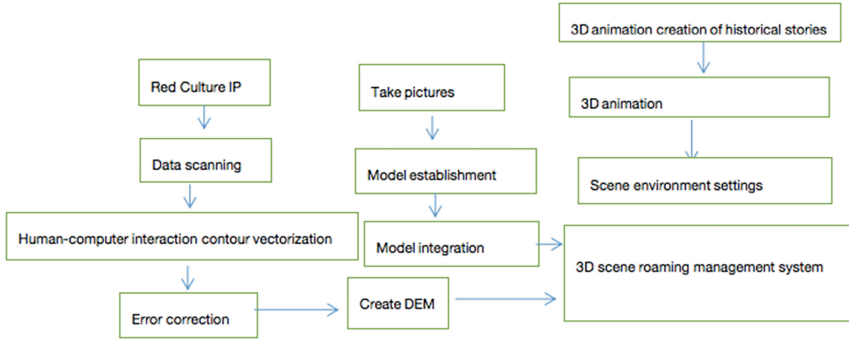 3D animation creation of historical stories
Red Culture IP
Take pictures
3D animation
Data scanning
Model establishment
Scene environment settings
Human-computer interaction contour vectorization
Model integration
3D scene roaming management system
Error correction
Create DEM